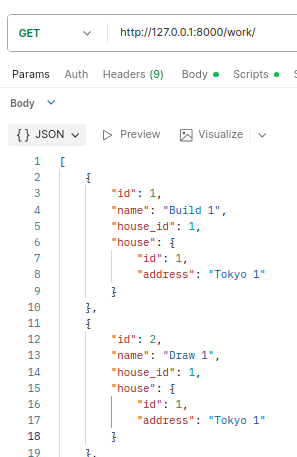 GET http://127.0.0.1:8000/work/
Params Auth Headers (9) Body Scripts
Body
{} JSON Preview Visualize
1 [
2 {
3 "id": 1,
4 "name": "Build 1",
5 "house_id": 1,
6 "house": {
7 "id": 1,
8 "address": "Tokyo 1"
9 }
10 },
11 {
12 "id": 2,
13 "name": "Draw 1",
14 "house_id": 1,
15 "house": {
16 "id": 1,
17 "address": "Tokyo 1"
18 }
19 },